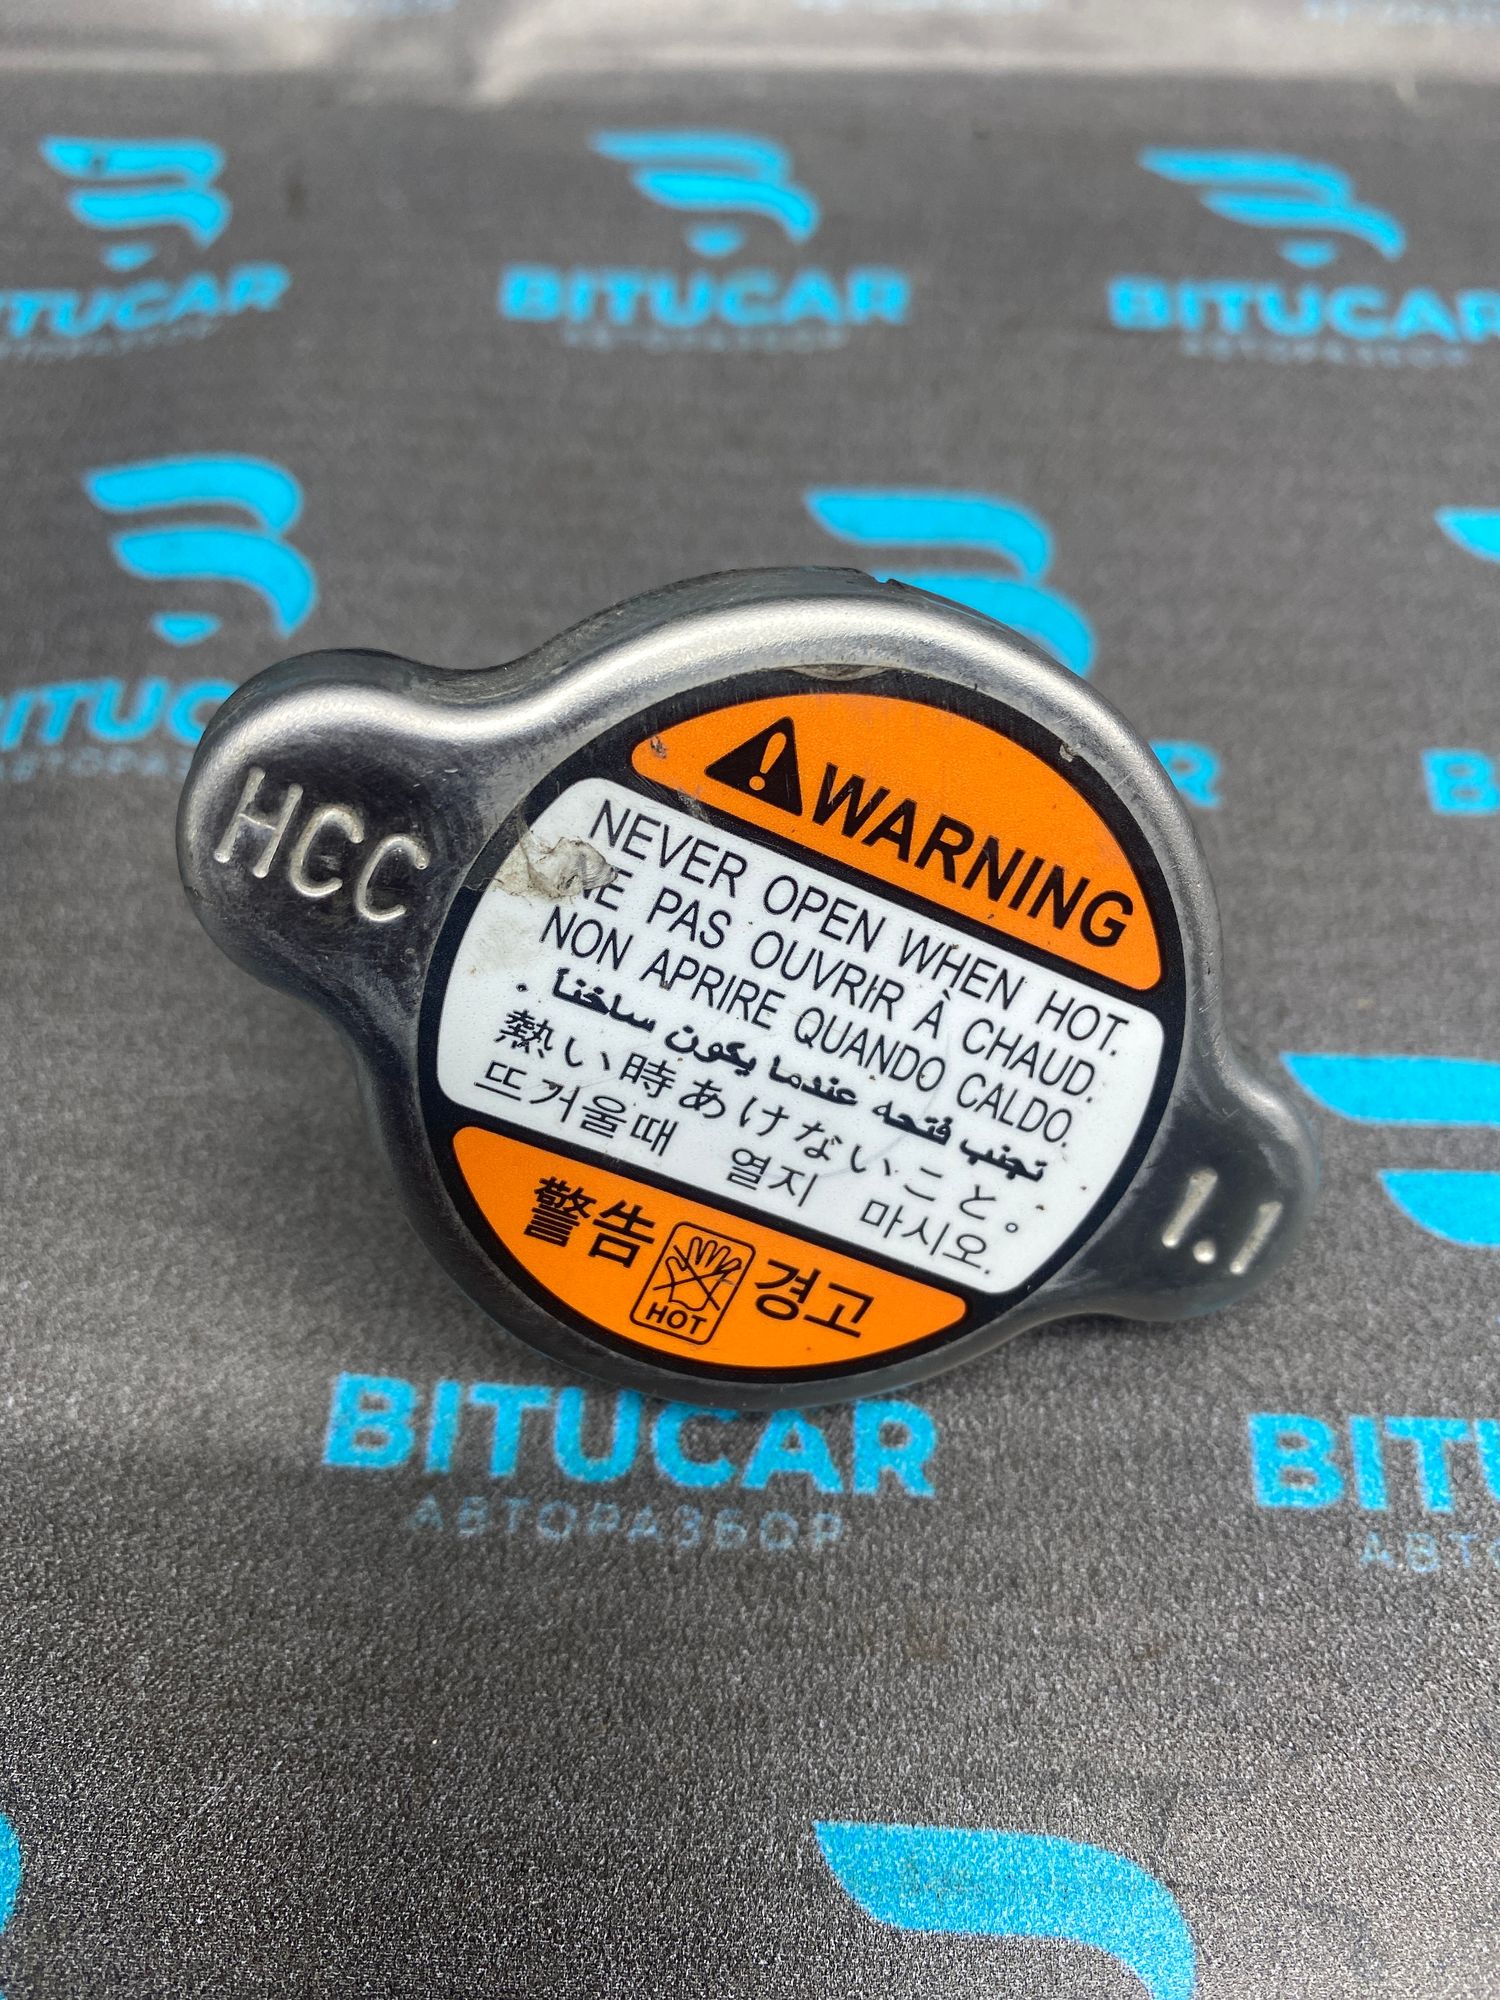 BITUCAR
BITUCAR
АВТОРАЗБОР
BITUCAR
АВТОРАЗБОР
HCC
WARNING
NEVER OPEN WHEN HOT.
NE PAS OUVRIR À CHAUD.
NON APRIRE QUANDO CALDO.
تجنب فتحه عندما يكون ساخناً .
熱い時あけないこと。
뜨거울때 열지 마시오.
警告 HOT 경고
1.1
BITUCAR
АВТОРАЗБОР